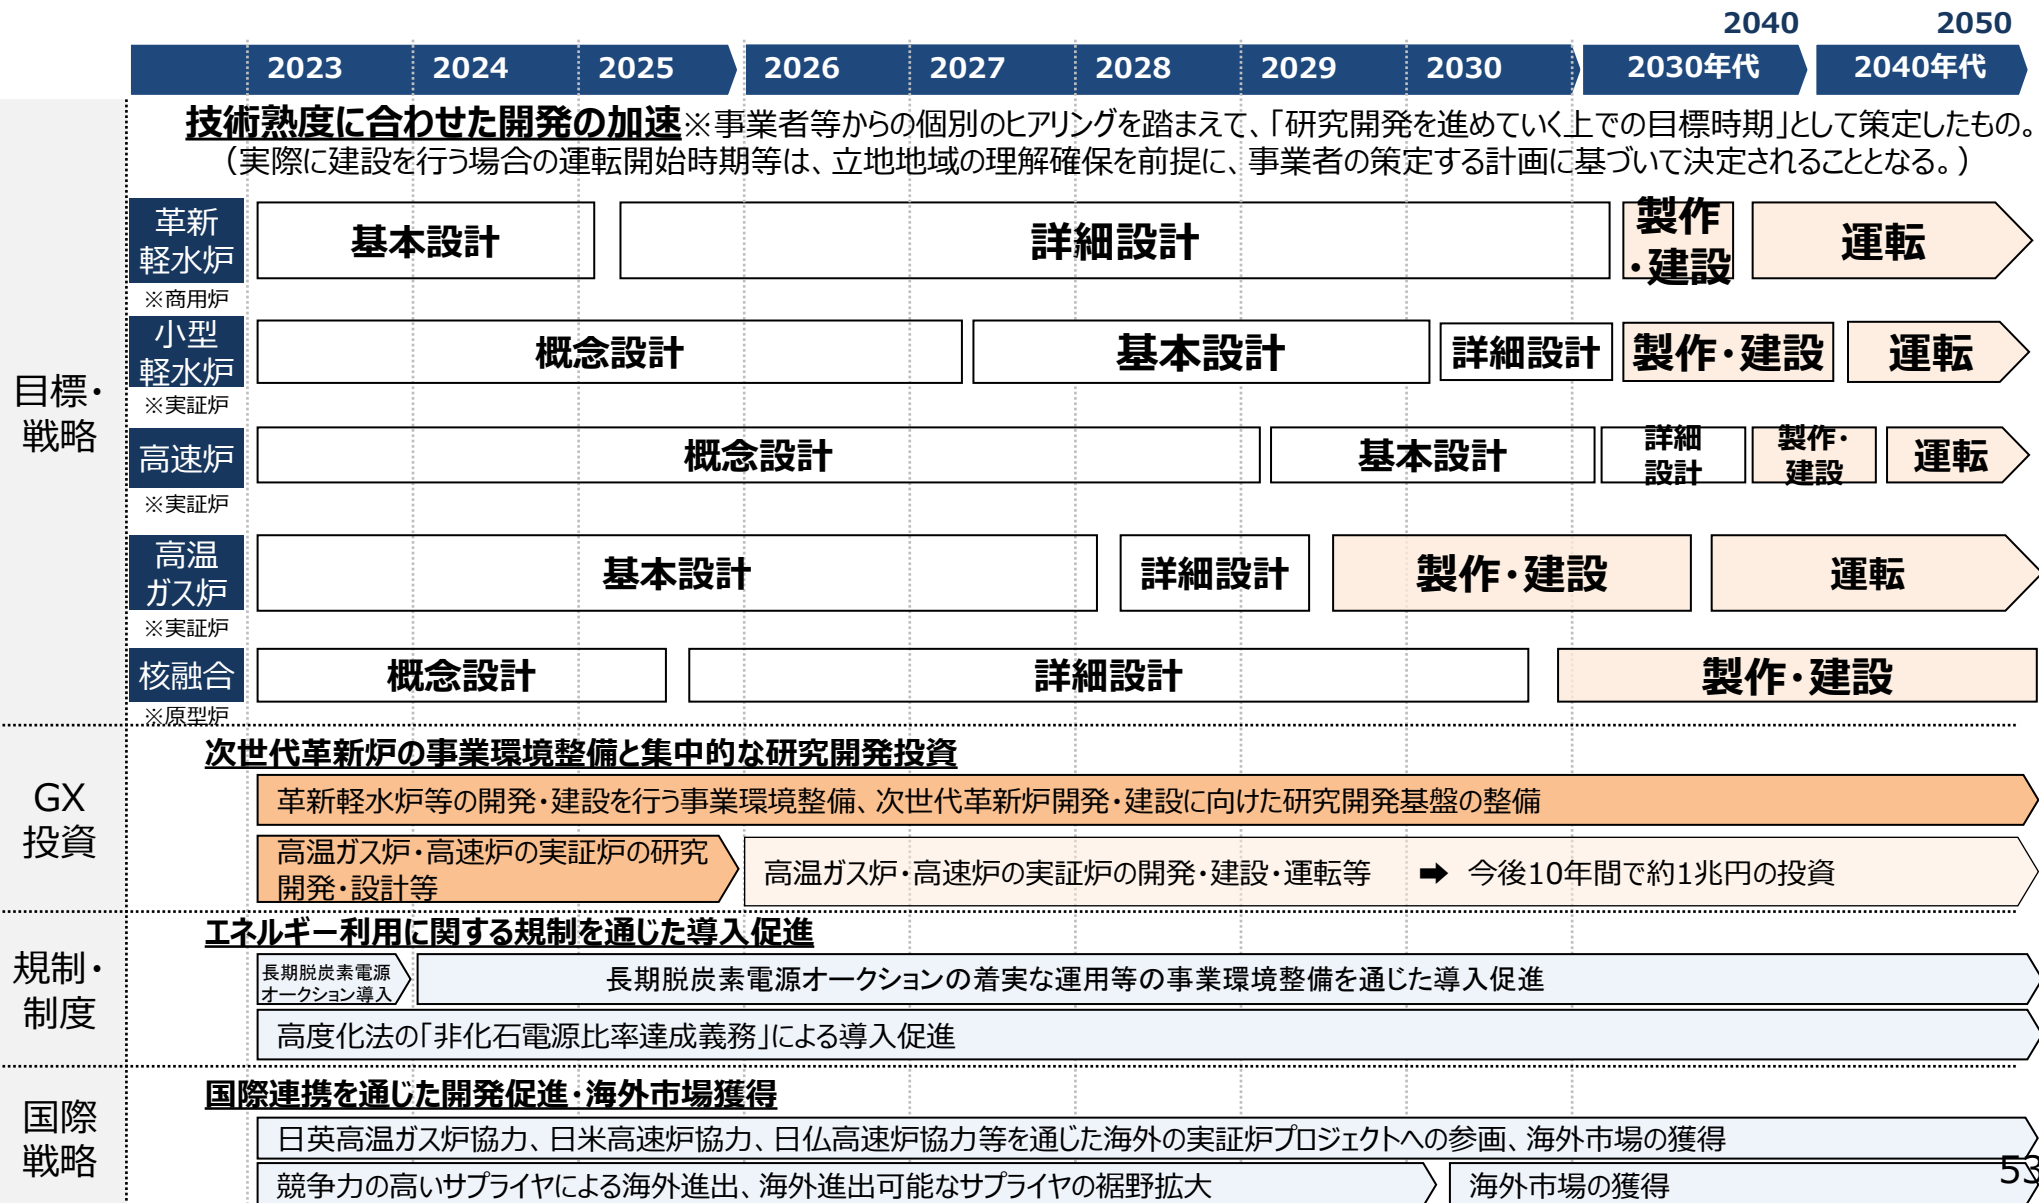 2040 2050
2023 2024 2025 2026 2027 2028 2029 2030 2030年代 2040年代
目標・
戦略
技術熟度に合わせた開発の加速※事業者等からの個別のヒアリングを踏まえて、「研究開発を進めていく上での目標時期」として策定したもの。
（実際に建設を行う場合の運転開始時期等は、立地地域の理解確保を前提に、事業者の策定する計画に基づいて決定されることとなる。）
革新
軽水炉
※商用炉
基本設計
詳細設計
製作
・建設
運転
小型
軽水炉
※実証炉
概念設計
基本設計
詳細設計
製作・建設
運転
高速炉
※実証炉
概念設計
基本設計
詳細
設計
製作・
建設
運転
高温
ガス炉
※実証炉
基本設計
詳細設計
製作・建設
運転
核融合
※原型炉
概念設計
詳細設計
製作・建設
GX
投資
次世代革新炉の事業環境整備と集中的な研究開発投資
革新軽水炉等の開発・建設を行う事業環境整備、次世代革新炉開発・建設に向けた研究開発基盤の整備
高温ガス炉・高速炉の実証炉の研究
開発・設計等
高温ガス炉・高速炉の実証炉の開発・建設・運転等 ➡ 今後10年間で約1兆円の投資
規制・
制度
エネルギー利用に関する規制を通じた導入促進
長期脱炭素電源
オークション導入
長期脱炭素電源オークションの着実な運用等の事業環境整備を通じた導入促進
高度化法の「非化石電源比率達成義務」による導入促進
国際
戦略
国際連携を通じた開発促進・海外市場獲得
日英高温ガス炉協力、日米高速炉協力、日仏高速炉協力等を通じた海外の実証炉プロジェクトへの参画、海外市場の獲得
競争力の高いサプライヤによる海外進出、海外進出可能なサプライヤの裾野拡大
海外市場の獲得
53